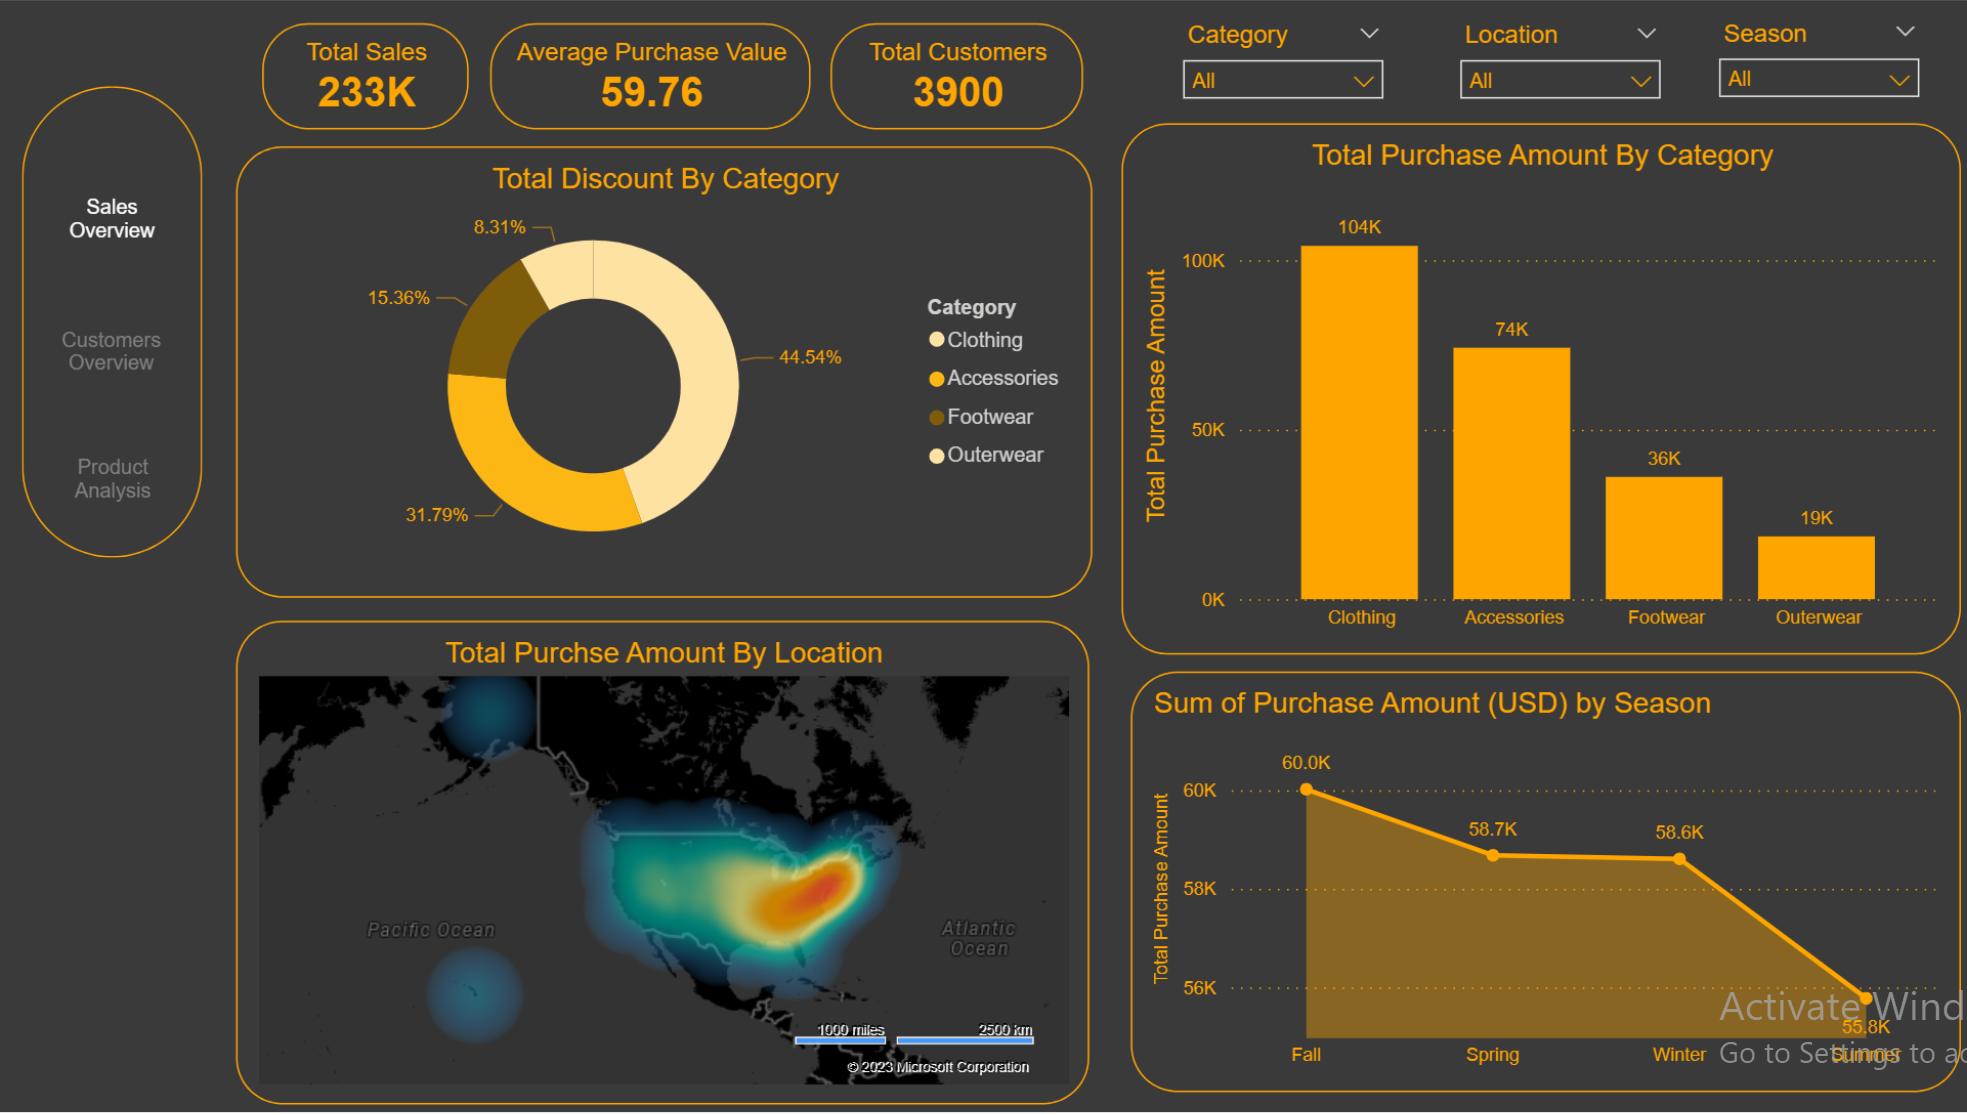 Total Sales
233K
Average Purchase Value
59.76
Total Customers
3900
Category
All
Location
All
Season
All
Sales
Overview
Customers
Overview
Product
Analysis
Total Discount By Category
8.31%
15.36%
44.54%
31.79%
Category
Clothing
Accessories
Footwear
Outerwear
Total Purchase Amount By Category
Total Purchase Amount
100K
50K
0K
104K
74K
36K
19K
Clothing
Accessories
Footwear
Outerwear
Total Purchse Amount By Location
Pacific Ocean
Atlantic
Ocean
1000 miles
2500 km
© 2023 Microsoft Corporation
Sum of Purchase Amount (USD) by Season
Total Purchase Amount
60K
58K
56K
60.0K
58.7K
58.6K
55.8K
Fall
Spring
Winter
Summer
Activate Wind
Go to Settings to ac